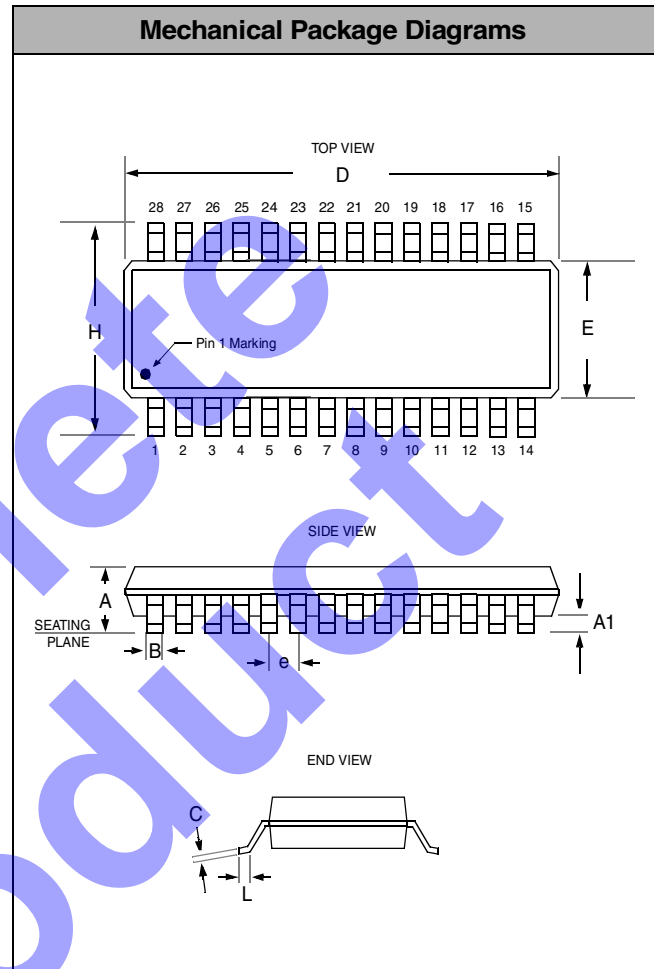 Mechanical Package Diagrams
TOP VIEW
D
28 27 26 25 24 23 22 21 20 19 18 17 16 15
H
E
Pin 1 Marking
1 2 3 4 5 6 7 8 9 10 11 12 13 14
SIDE VIEW
A
SEATING
PLANE
A1
B
e
END VIEW
C
L